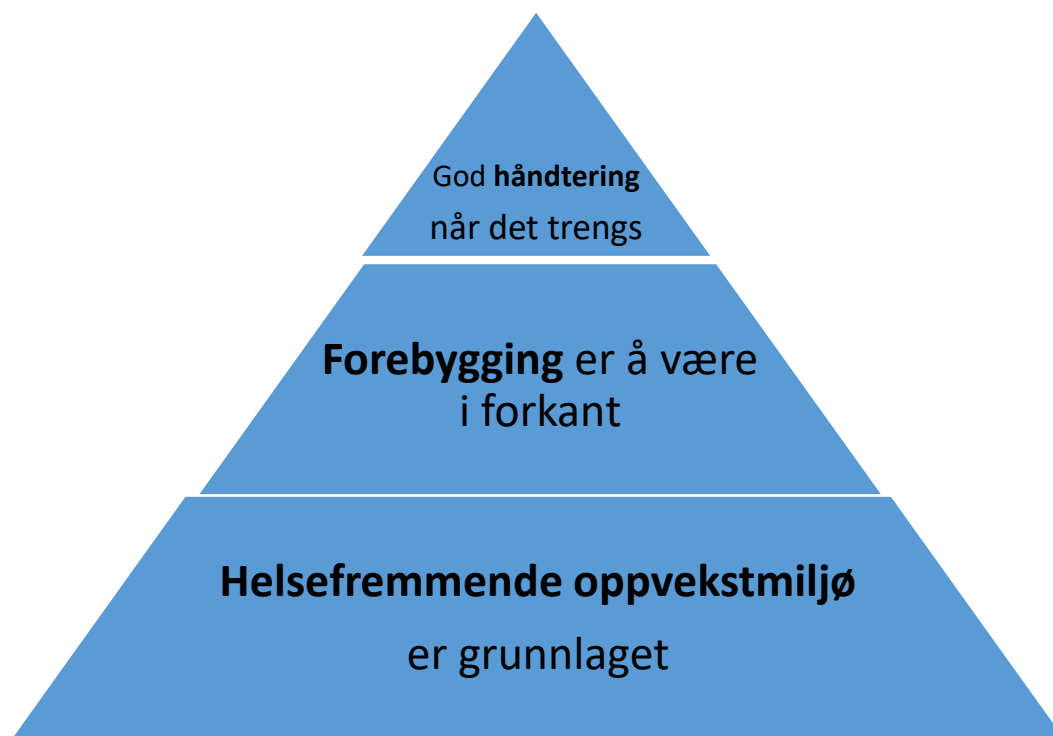 God håndtering
når det trengs
Forebygging er å være
i forkant
Helsefremmende oppvekstmiljø
er grunnlaget